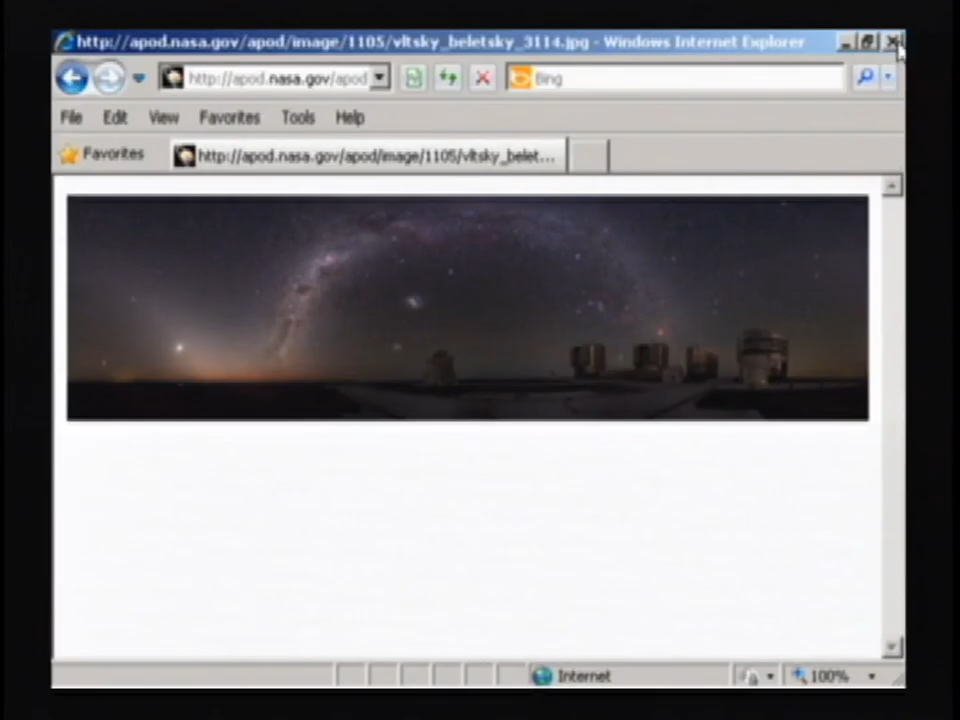 http://apod.nasa.gov/apod/image/1105/vltsky_beletsky_3114.jpg - Windows Internet Explorer
http://apod.nasa.gov/apod
Bing
File Edit View Favorites Tools Help
Favorites http://apod.nasa.gov/apod/image/1105/vltsky_belet...
Internet 100%